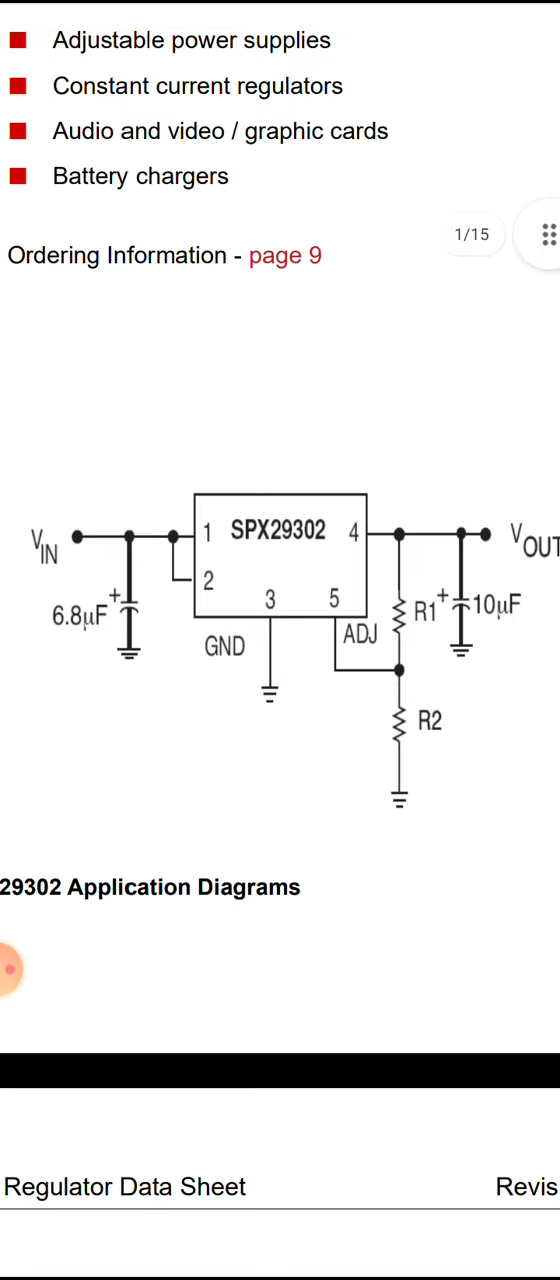 Adjustable power supplies
Constant current regulators
Audio and video / graphic cards
Battery chargers
1/15
Ordering Information - page 9
VIN
1 SPX29302 4
VOUT
2
3 5
6.8µF
+
GND
ADJ
R1
+
10µF
R2
29302 Application Diagrams
Regulator Data Sheet
Revis